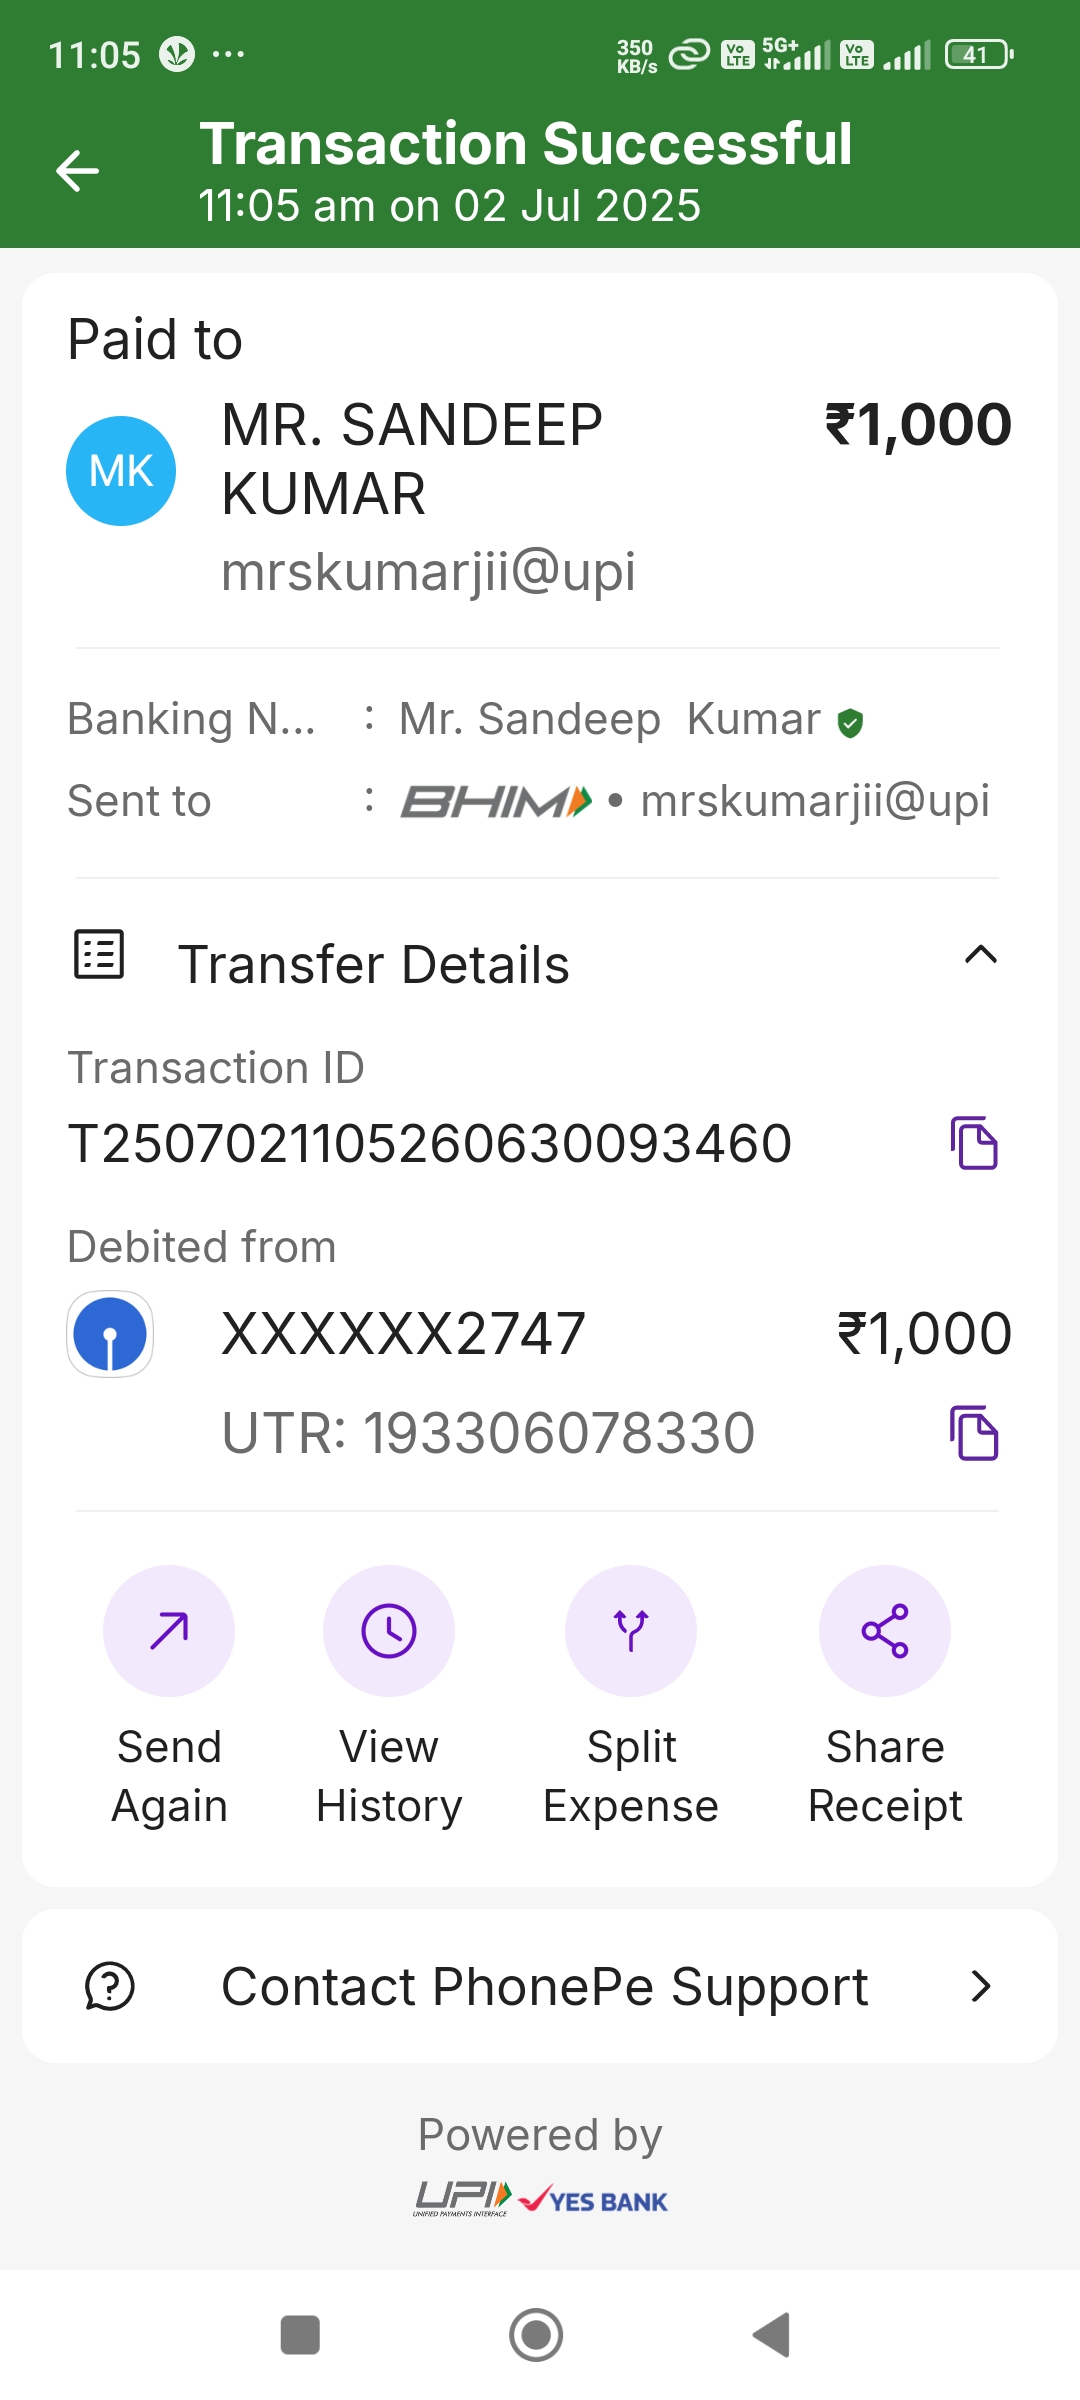 11:05 ... 350 KB/s Vo LTE 5G+ Vo LTE 41
Transaction Successful
11:05 am on 02 Jul 2025
Paid to
MK
MR. SANDEEP ₹1,000
KUMAR
mrskumarjii@upi
Banking N... : Mr. Sandeep Kumar
Sent to : BHIM • mrskumarjii@upi
Transfer Details
Transaction ID
T2507021105260630093460
Debited from
XXXXXX2747 ₹1,000
UTR: 193306078330
Send View Split Share
Again History Expense Receipt
Contact PhonePe Support
Powered by
UPI YES BANK
UNIFIED PAYMENTS INTERFACE